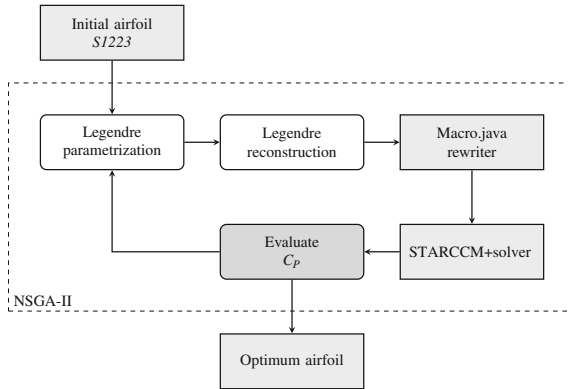 Initial airfoil
S1223
Legendre
parametrization
Legendre
reconstruction
Macro.java
rewriter
Evaluate
C_P
STARCCM+solver
NSGA-II
Optimum airfoil